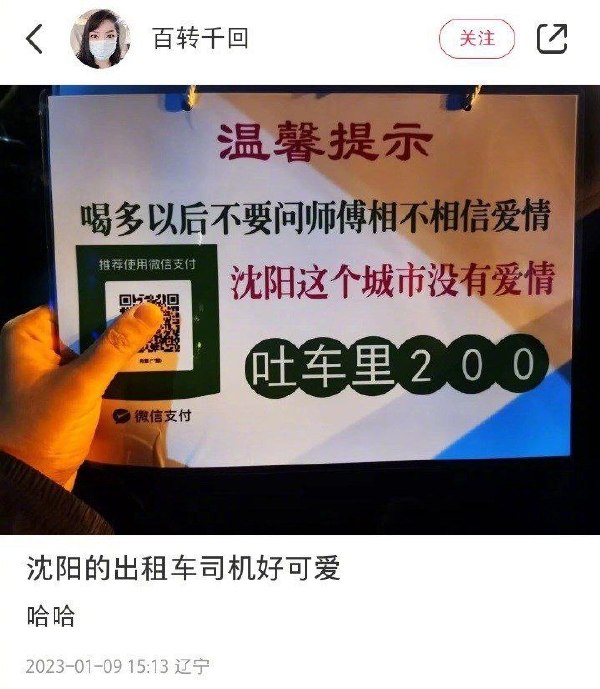 百转千回
关注
温馨提示
喝多以后不要问师傅相不相信爱情
推荐使用微信支付
沈阳这个城市没有爱情
吐车里200
微信支付
沈阳的出租车司机好可爱
哈哈
2023-01-09 15:13 辽宁